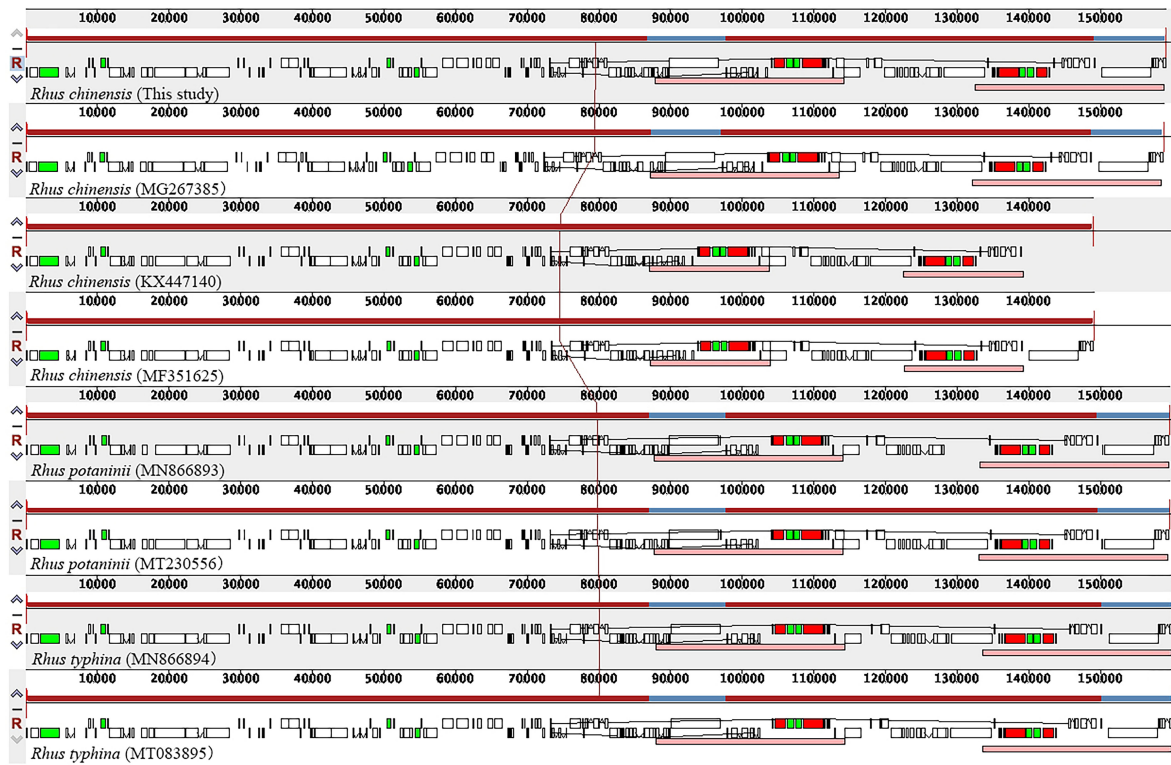 10000 20000 30000 40000 50000 60000 70000 80000 90000 100000 110000 120000 130000 140000 150000
R
Rhus chinensis (This study)
10000 20000 30000 40000 50000 60000 70000 80000 90000 100000 110000 120000 130000 140000 150000
R
Rhus chinensis (MG267385)
10000 20000 30000 40000 50000 60000 70000 80000 90000 100000 110000 120000 130000 140000
R
Rhus chinensis (KX447140)
10000 20000 30000 40000 50000 60000 70000 80000 90000 100000 110000 120000 130000 140000
R
Rhus chinensis (MF351625)
10000 20000 30000 40000 50000 60000 70000 80000 90000 100000 110000 120000 130000 140000 150000
R
Rhus potaninii (MN866893)
10000 20000 30000 40000 50000 60000 70000 80000 90000 100000 110000 120000 130000 140000 150000
R
Rhus potaninii (MT230556)
10000 20000 30000 40000 50000 60000 70000 80000 90000 100000 110000 120000 130000 140000 150000
R
Rhus typhina (MN866894)
10000 20000 30000 40000 50000 60000 70000 80000 90000 100000 110000 120000 130000 140000 150000
R
Rhus typhina (MT083895)